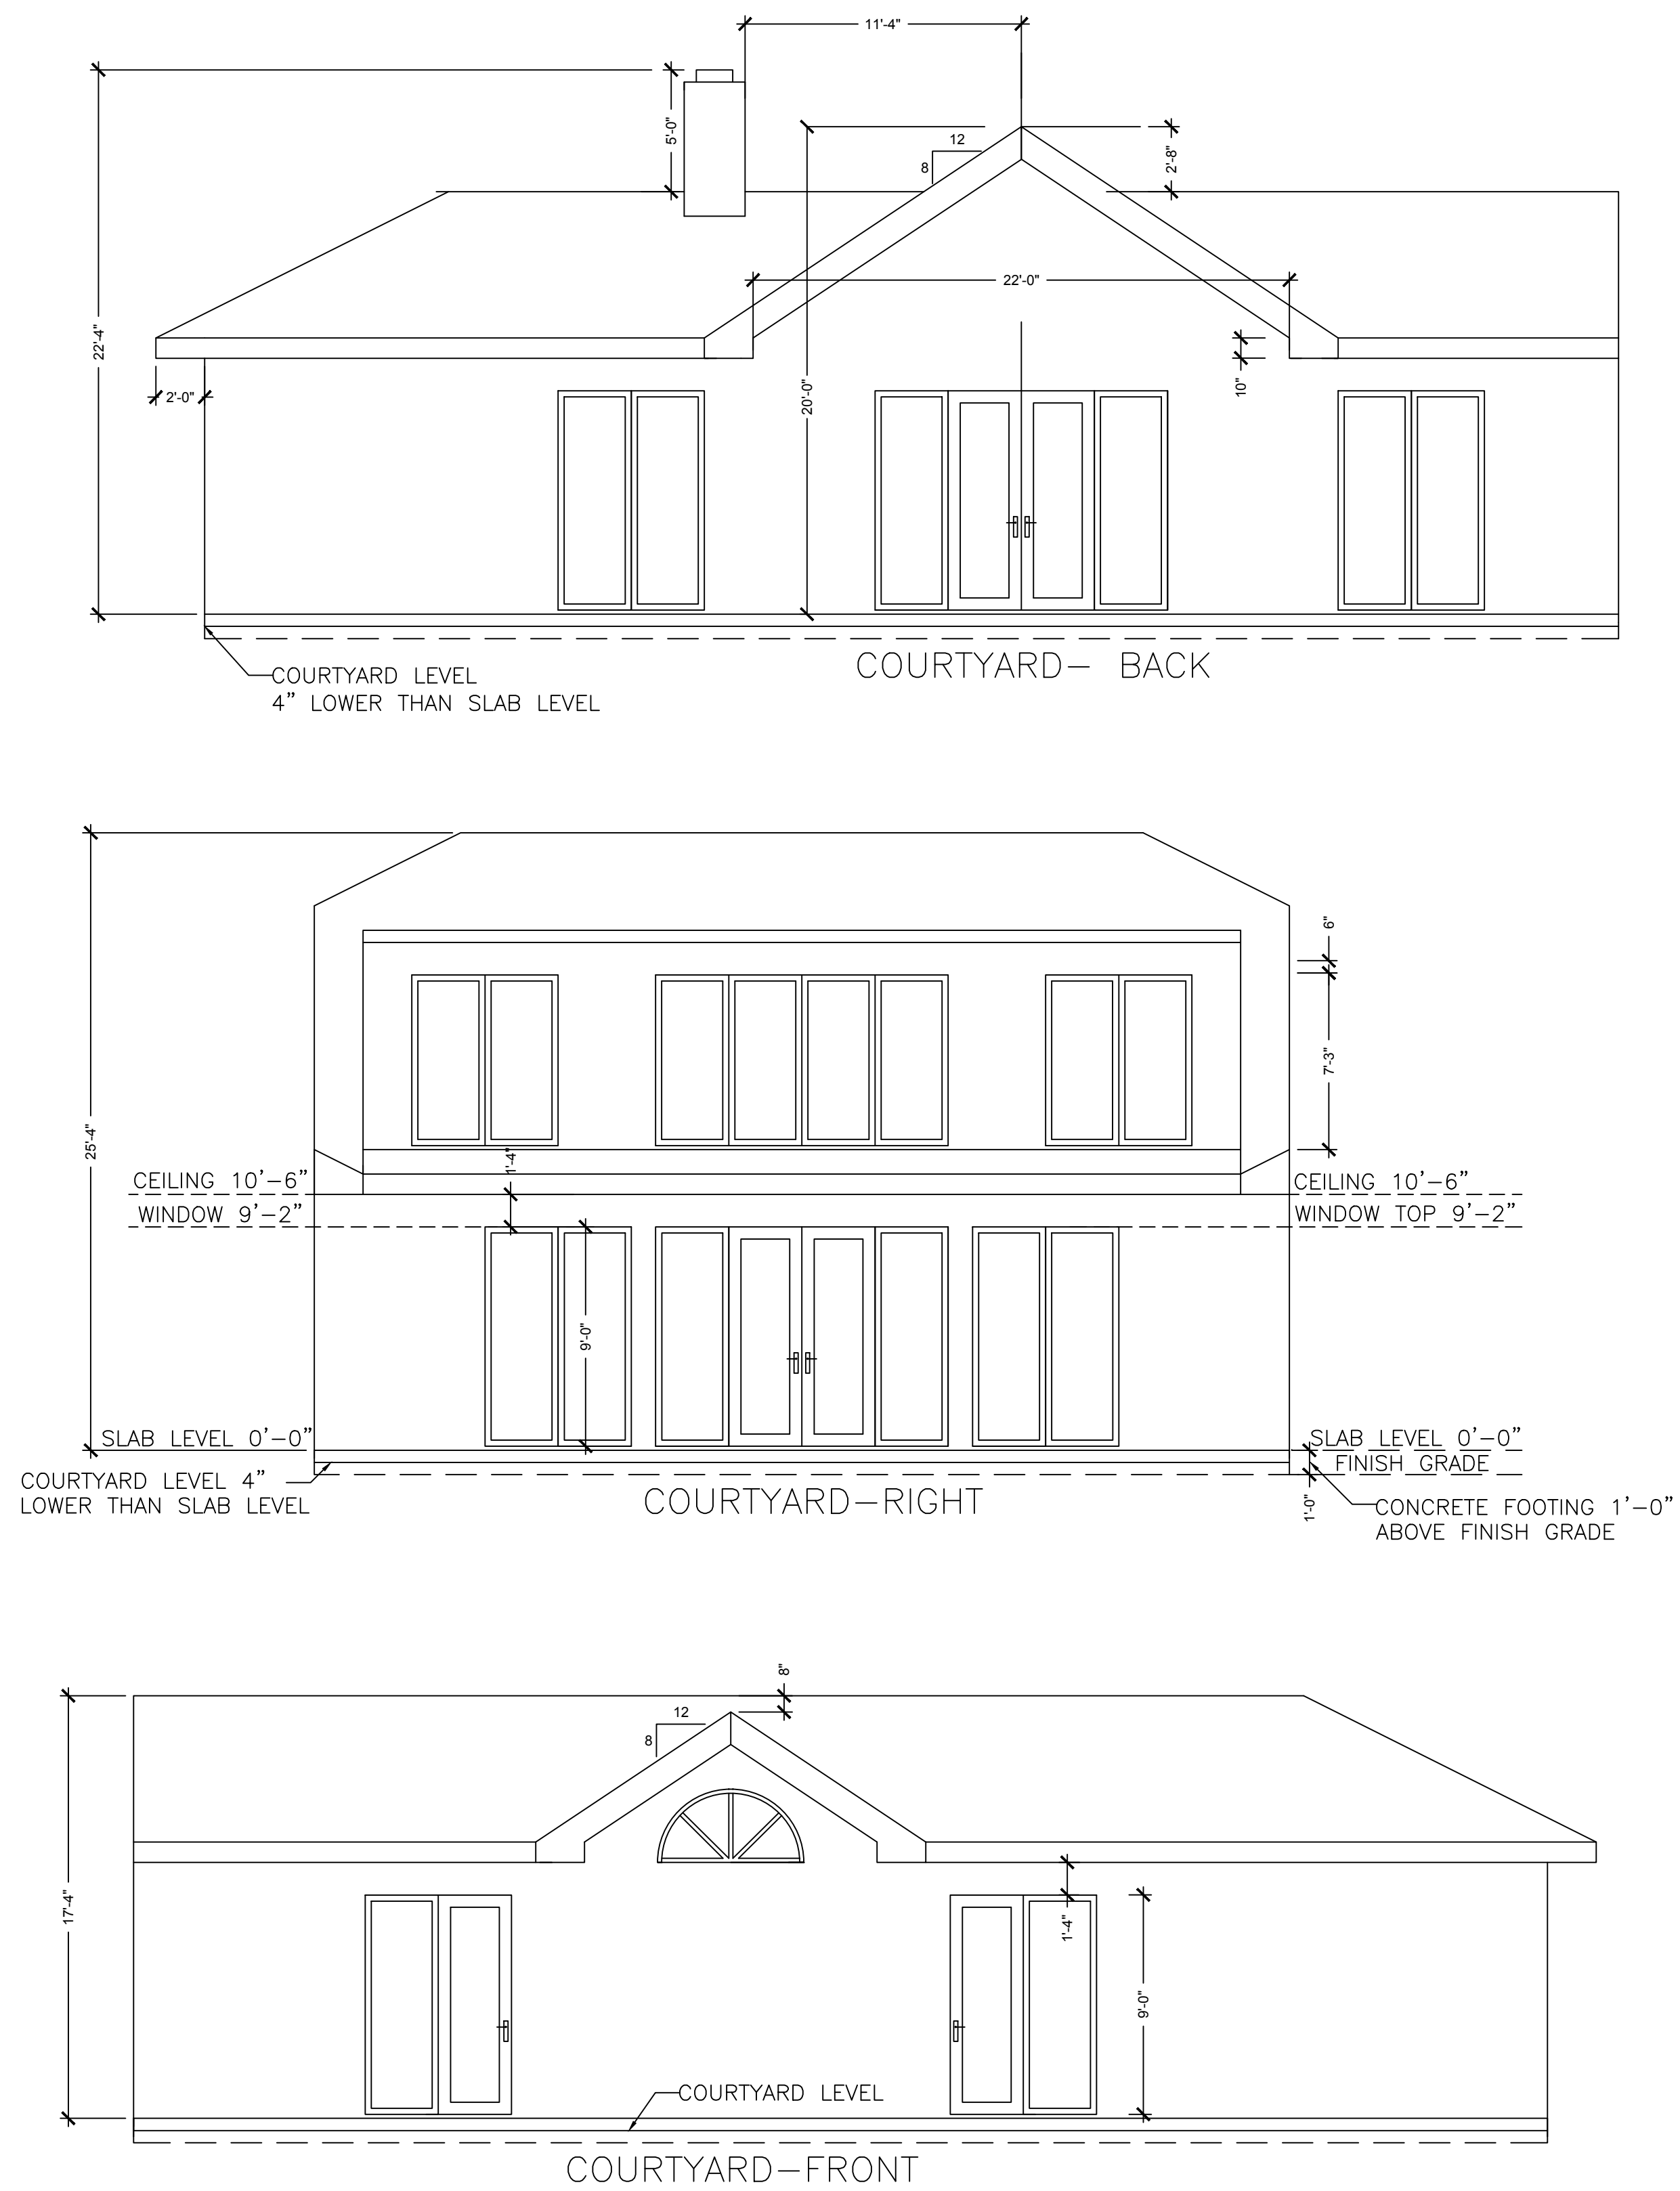 11'-4"
5'-0"
12
8
2'-8"
22'-0"
22'-4"
10"
2'-0"
20'-0"
COURTYARD- BACK
COURTYARD LEVEL
4” LOWER THAN SLAB LEVEL
6"
7'-3"
25'-4"
1'-4"
CEILING 10’-6”
CEILING 10’-6”
WINDOW 9’-2”
WINDOW TOP 9’-2”
9'-0"
SLAB LEVEL 0’-0”
SLAB LEVEL 0’-0”
FINISH GRADE
COURTYARD LEVEL 4”
LOWER THAN SLAB LEVEL
COURTYARD-RIGHT
1'-0"
CONCRETE FOOTING 1’-0”
ABOVE FINISH GRADE
8"
12
8
17'-4"
1'-4"
9'-0"
COURTYARD LEVEL
COURTYARD-FRONT